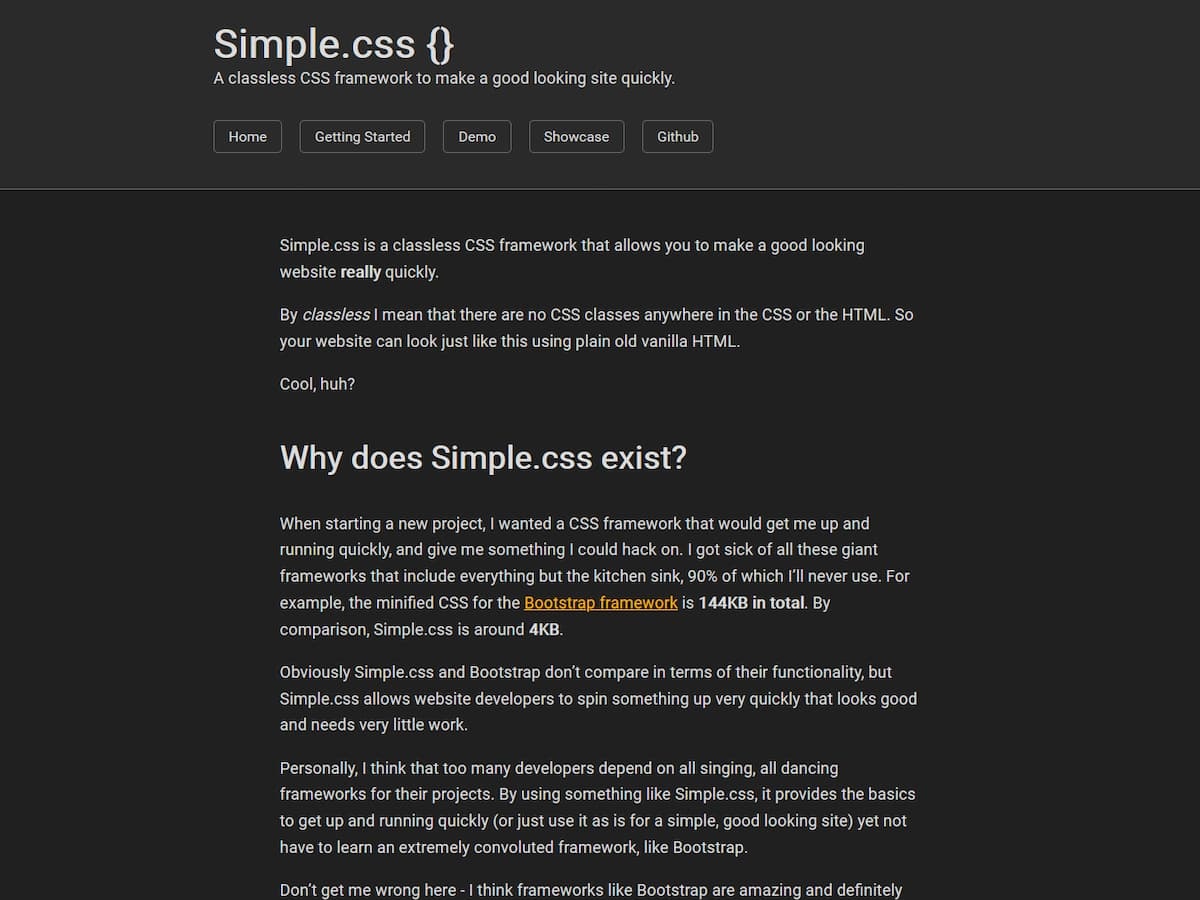 Simple.css {}
A classless CSS framework to make a good looking site quickly.
Home Getting Started Demo Showcase Github
Simple.css is a classless CSS framework that allows you to make a good looking
website really quickly.
By classless I mean that there are no CSS classes anywhere in the CSS or the HTML. So
your website can look just like this using plain old vanilla HTML.
Cool, huh?
Why does Simple.css exist?
When starting a new project, I wanted a CSS framework that would get me up and
running quickly, and give me something I could hack on. I got sick of all these giant
frameworks that include everything but the kitchen sink, 90% of which I’ll never use. For
example, the minified CSS for the Bootstrap framework is 144KB in total. By
comparison, Simple.css is around 4KB.
Obviously Simple.css and Bootstrap don’t compare in terms of their functionality, but
Simple.css allows website developers to spin something up very quickly that looks good
and needs very little work.
Personally, I think that too many developers depend on all singing, all dancing
frameworks for their projects. By using something like Simple.css, it provides the basics
to get up and running quickly (or just use it as is for a simple, good looking site) yet not
have to learn an extremely convoluted framework, like Bootstrap.
Don’t get me wrong here - I think frameworks like Bootstrap are amazing and definitely